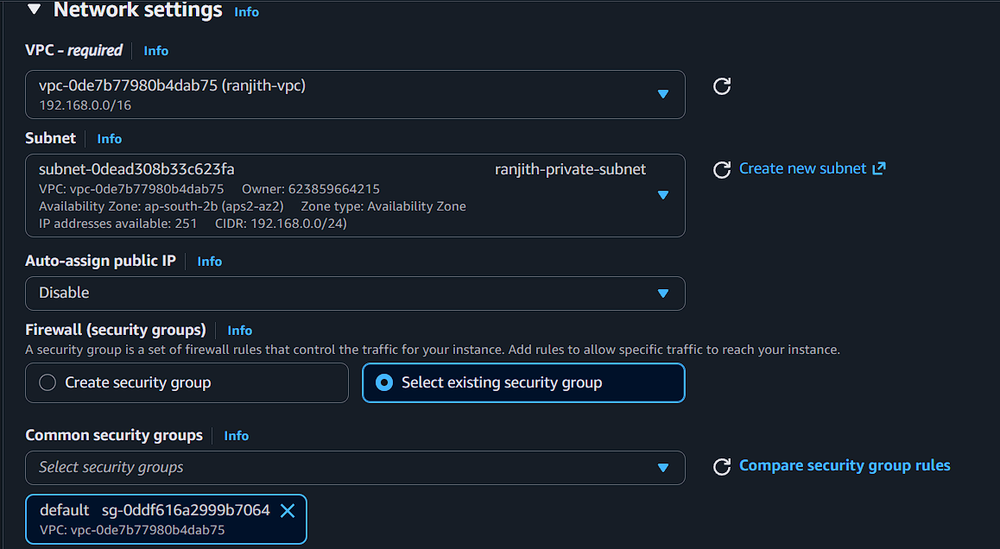 Network settings Info
VPC - required Info
vpc-0de7b77980b4dab75 (ranjith-vpc)
192.168.0.0/16
Subnet Info
subnet-0dead308b33c623fa ranjith-private-subnet
VPC: vpc-0de7b77980b4dab75 Owner: 623859664215
Availability Zone: ap-south-2b (aps2-az2) Zone type: Availability Zone
IP addresses available: 251 CIDR: 192.168.0.0/24)
Create new subnet
Auto-assign public IP Info
Disable
Firewall (security groups) Info
A security group is a set of firewall rules that control the traffic for your instance. Add rules to allow specific traffic to reach your instance.
Create security group Select existing security group
Common security groups Info
Select security groups
Compare security group rules
default sg-0ddf616a2999b7064
VPC: vpc-0de7b77980b4dab75